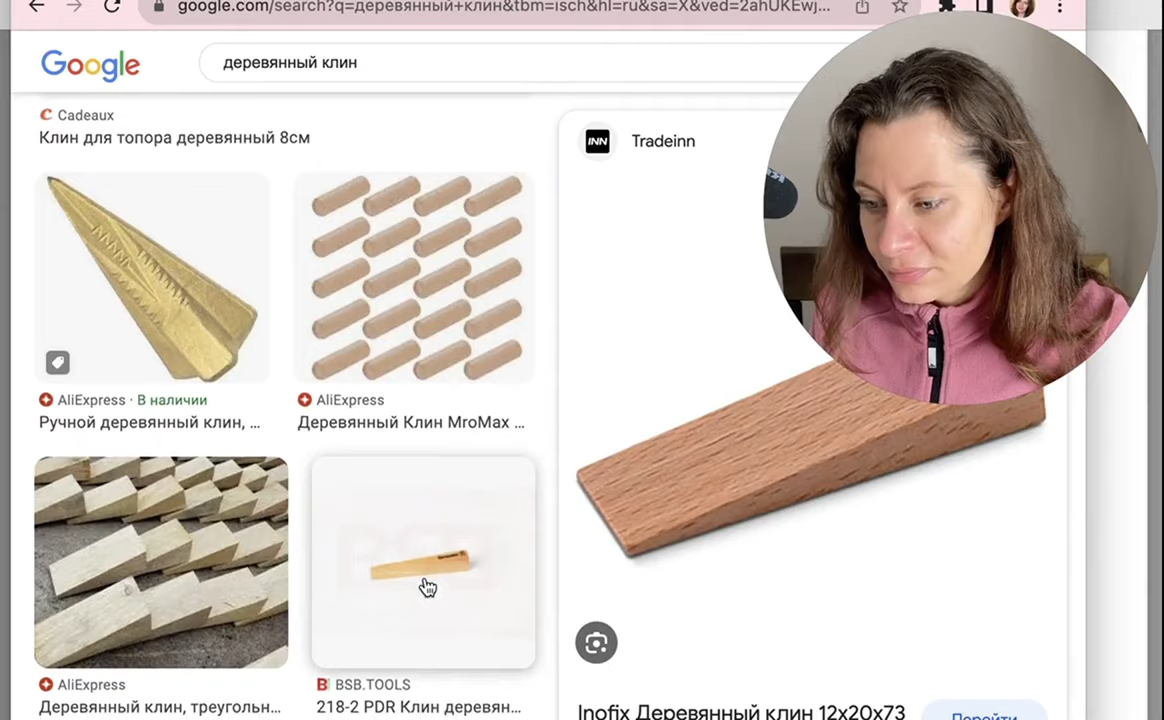 google.com/search?q=деревянный+клин&tbm=isch&hl=ru&sa=X&ved=2ahUKEwj...
Google
деревянный клин
Cadeaux
Клин для топора деревянный 8см
INN
Tradeinn
AliExpress · В наличии
Ручной деревянный клин, ...
AliExpress
Деревянный Клин MroMax ...
AliExpress
Деревянный клин, треугольн...
BSB.TOOLS
218-2 PDR Клин деревян...
Inofix Деревянный клин 12x20x73
Перейти